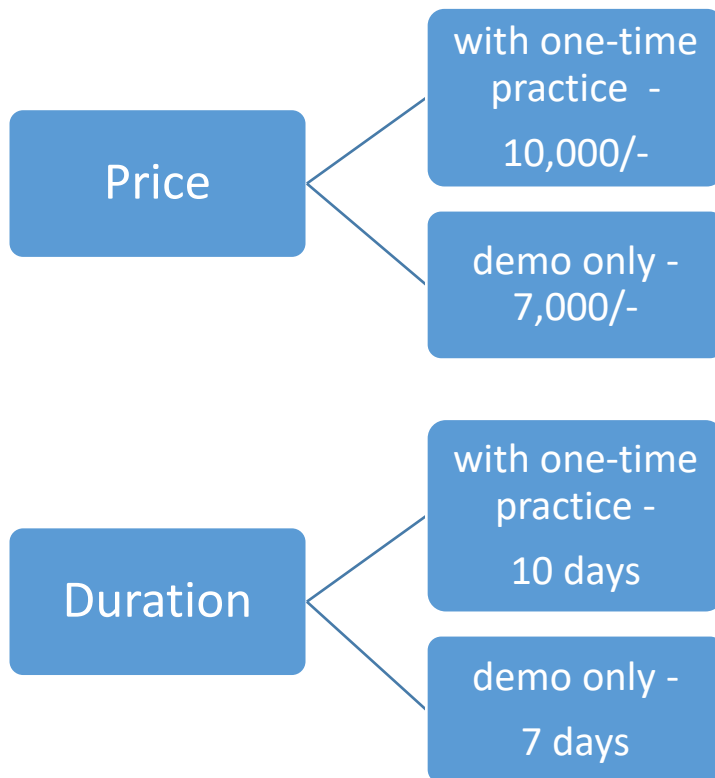 Price
with one-time
practice  -
10,000/-
demo only -
7,000/-
Duration
with one-time
practice -
10 days
demo only -
7 days